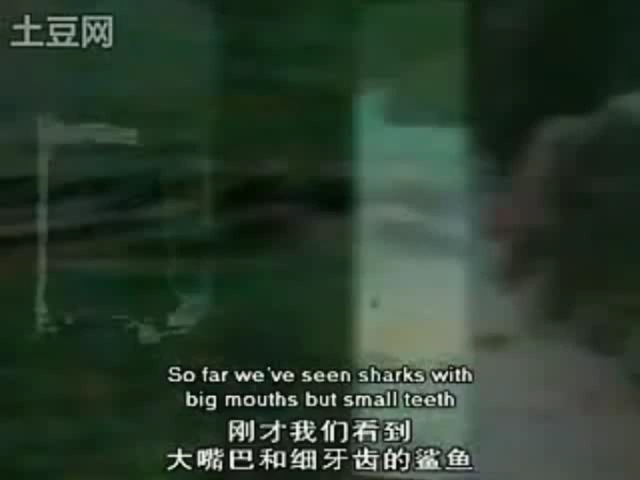 土豆网
So far we've seen sharks with
big mouths but small teeth
刚才我们看到
大嘴巴和细牙齿的鲨鱼